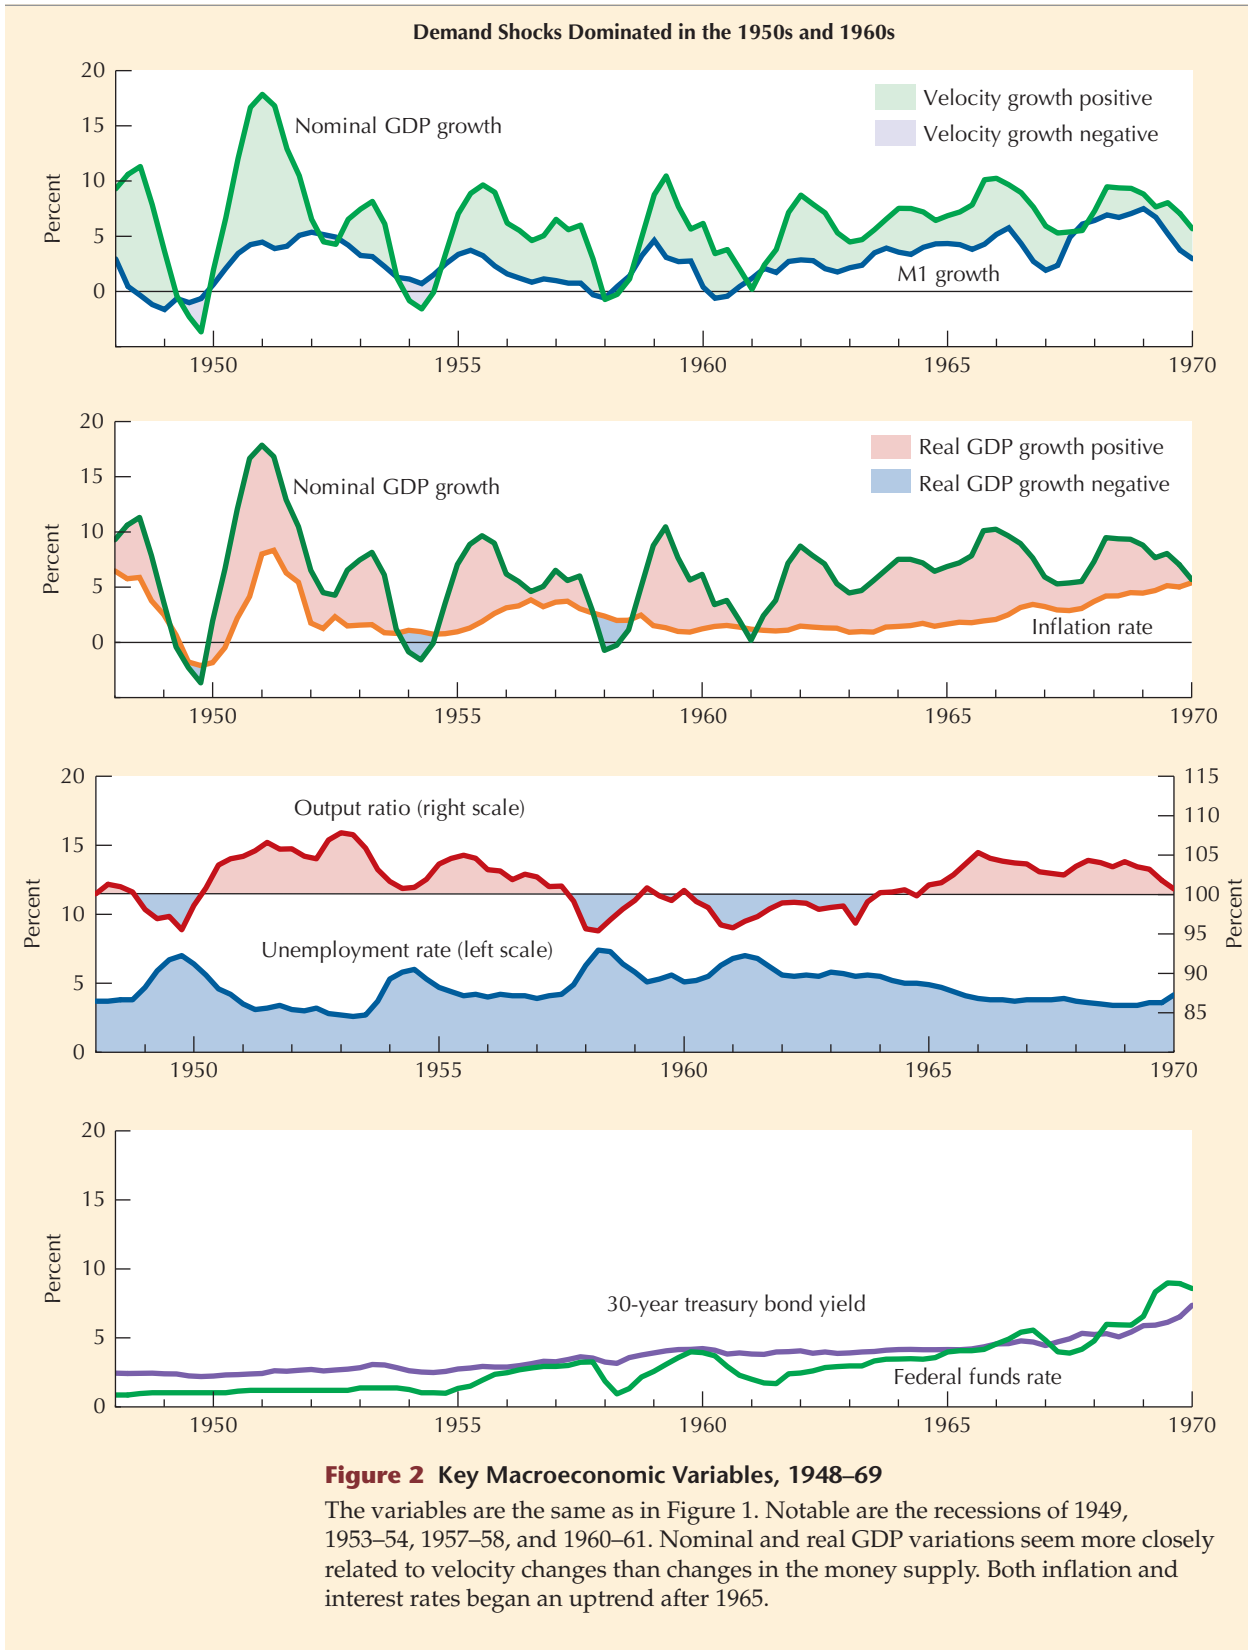 Demand Shocks Dominated in the 1950s and 1960s
20
15
10
5
0
Percent
Nominal GDP growth
Velocity growth positive
Velocity growth negative
M1 growth
1950
1955
1960
1965
1970
20
15
10
5
0
Percent
Nominal GDP growth
Real GDP growth positive
Real GDP growth negative
Inflation rate
1950
1955
1960
1965
1970
20
15
10
5
0
Percent
Output ratio (right scale)
Unemployment rate (left scale)
115
110
105
100
95
90
85
Percent
1950
1955
1960
1965
1970
20
15
10
5
0
Percent
30-year treasury bond yield
Federal funds rate
1950
1955
1960
1965
1970
Figure 2 Key Macroeconomic Variables, 1948–69
The variables are the same as in Figure 1. Notable are the recessions of 1949,
1953–54, 1957–58, and 1960–61. Nominal and real GDP variations seem more closely
related to velocity changes than changes in the money supply. Both inflation and
interest rates began an uptrend after 1965.